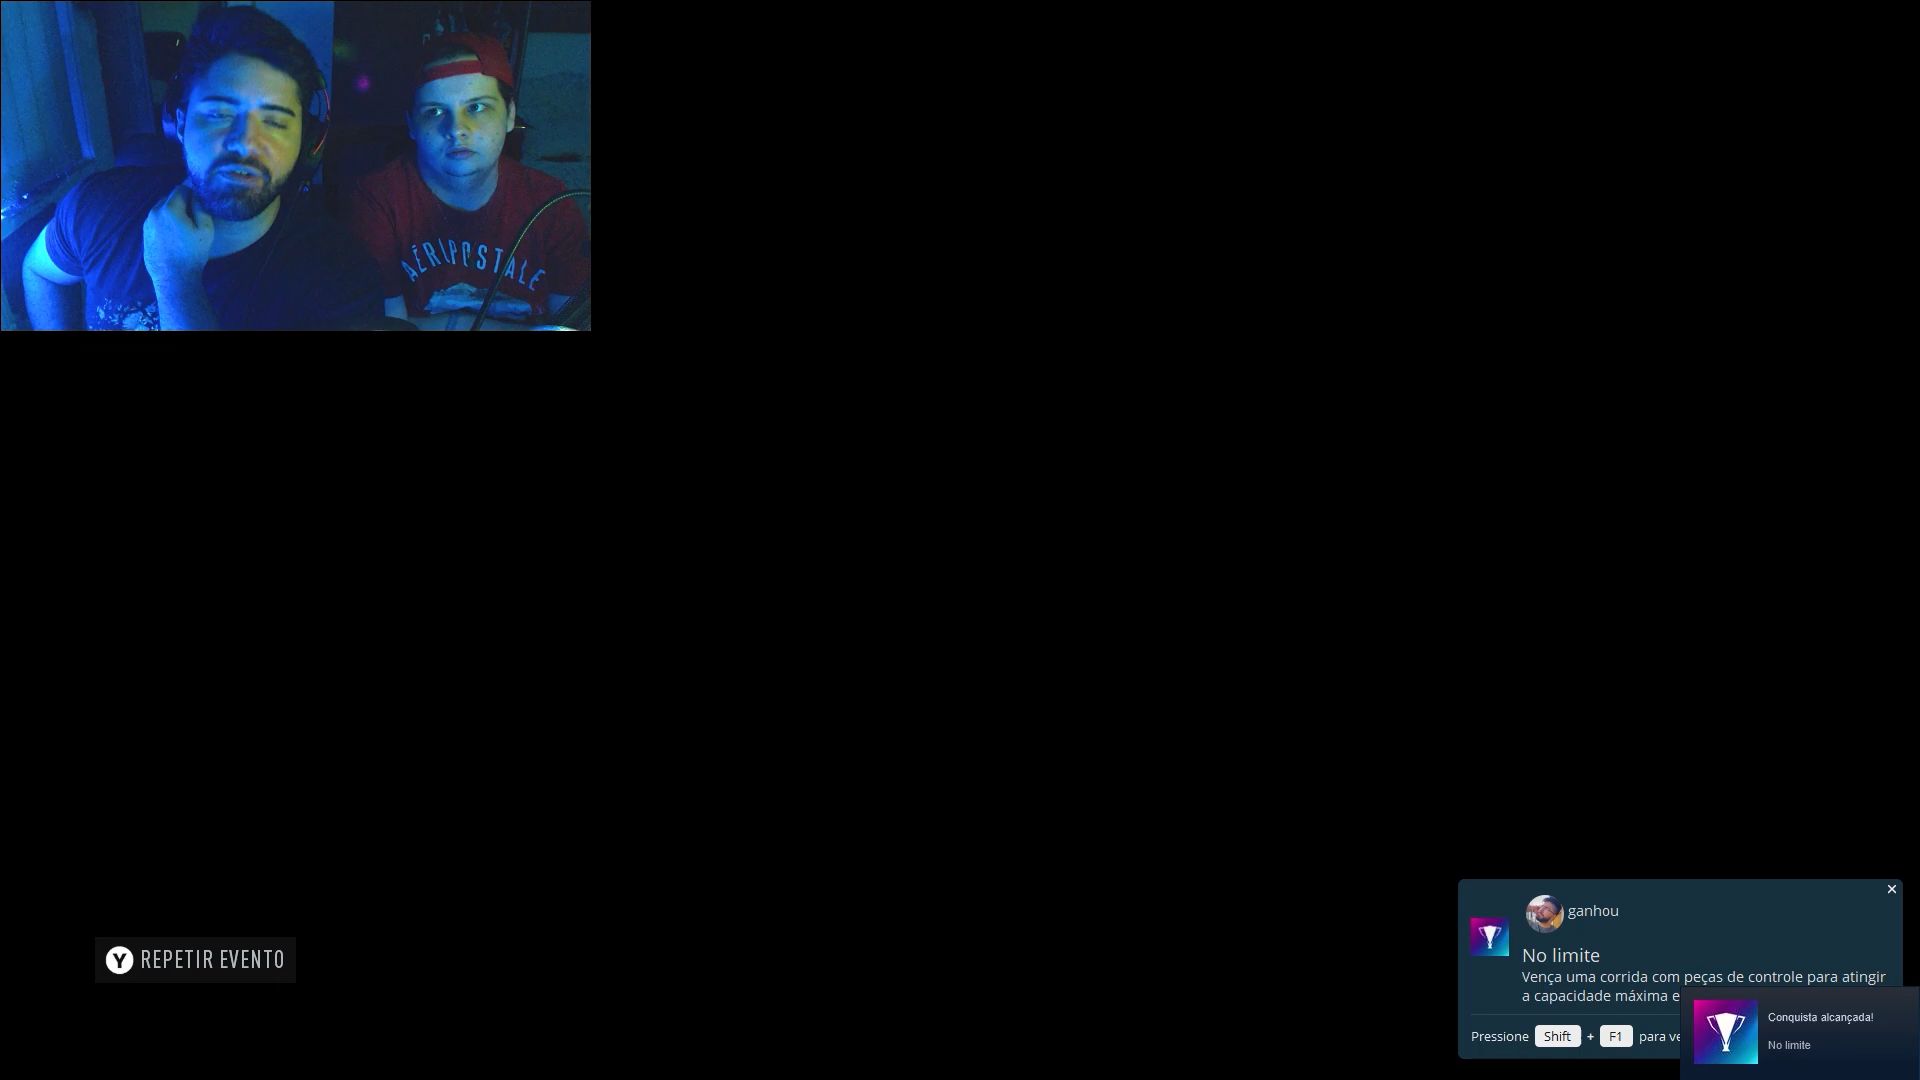 AÉROPOSTALE
REPETIR EVENTO
ganhou
No limite
Vença uma corrida com peças de controle para atingir
a capacidade máxima e
Pressione Shift + F1 para ve
Conquista alcançada!
No limite
Y